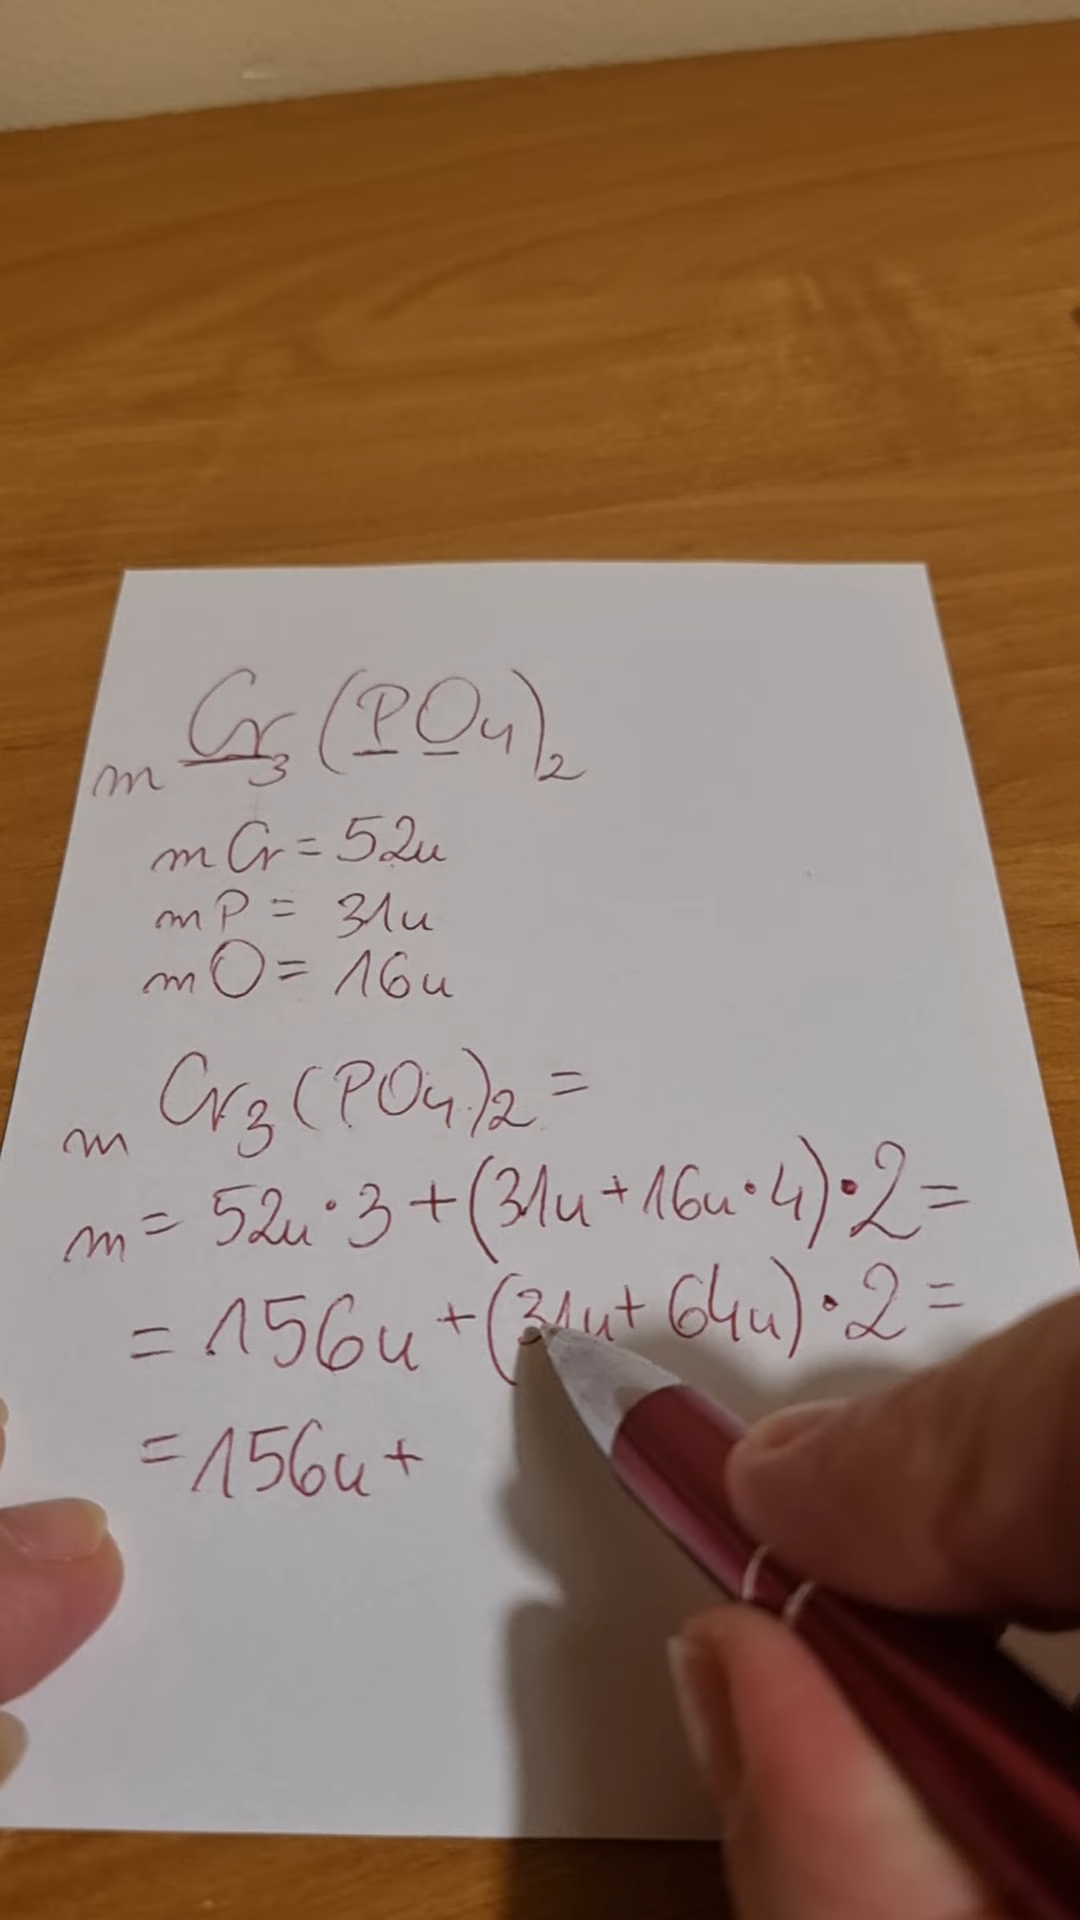 m Cr₃(PO₄)₂
mCr = 52u
mP = 31u
mO = 16u
m Cr₃(PO₄)₂ =
m = 52u · 3 + (31u + 16u · 4) · 2 =
= 156u + (31u + 64u) · 2 =
= 156u +